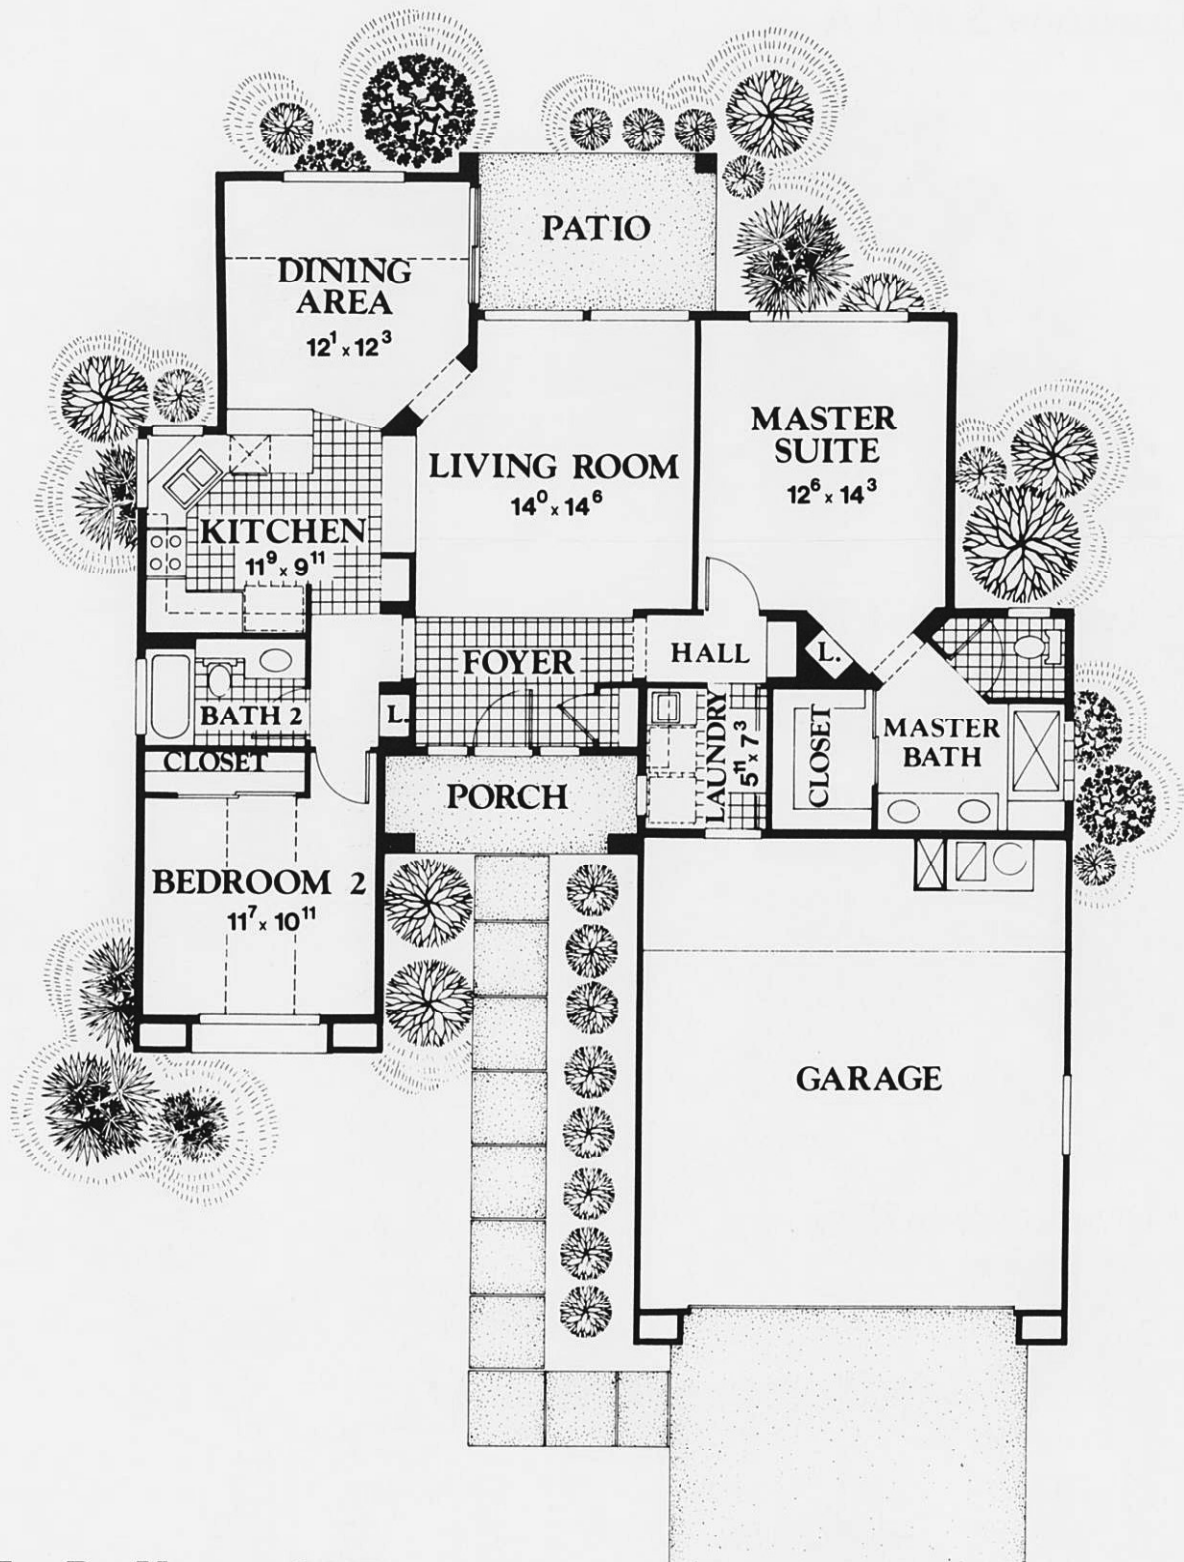 PATIO
DINING
AREA
12¹ x 12³
LIVING ROOM
14⁰ x 14⁶
MASTER
SUITE
12⁶ x 14³
KITCHEN
11⁹ x 9¹¹
FOYER
HALL
L.
BATH 2
L.
CLOSET
LAUNDRY
5¹¹ x 7³
CLOSET
MASTER
BATH
PORCH
BEDROOM 2
11⁷ x 10¹¹
GARAGE